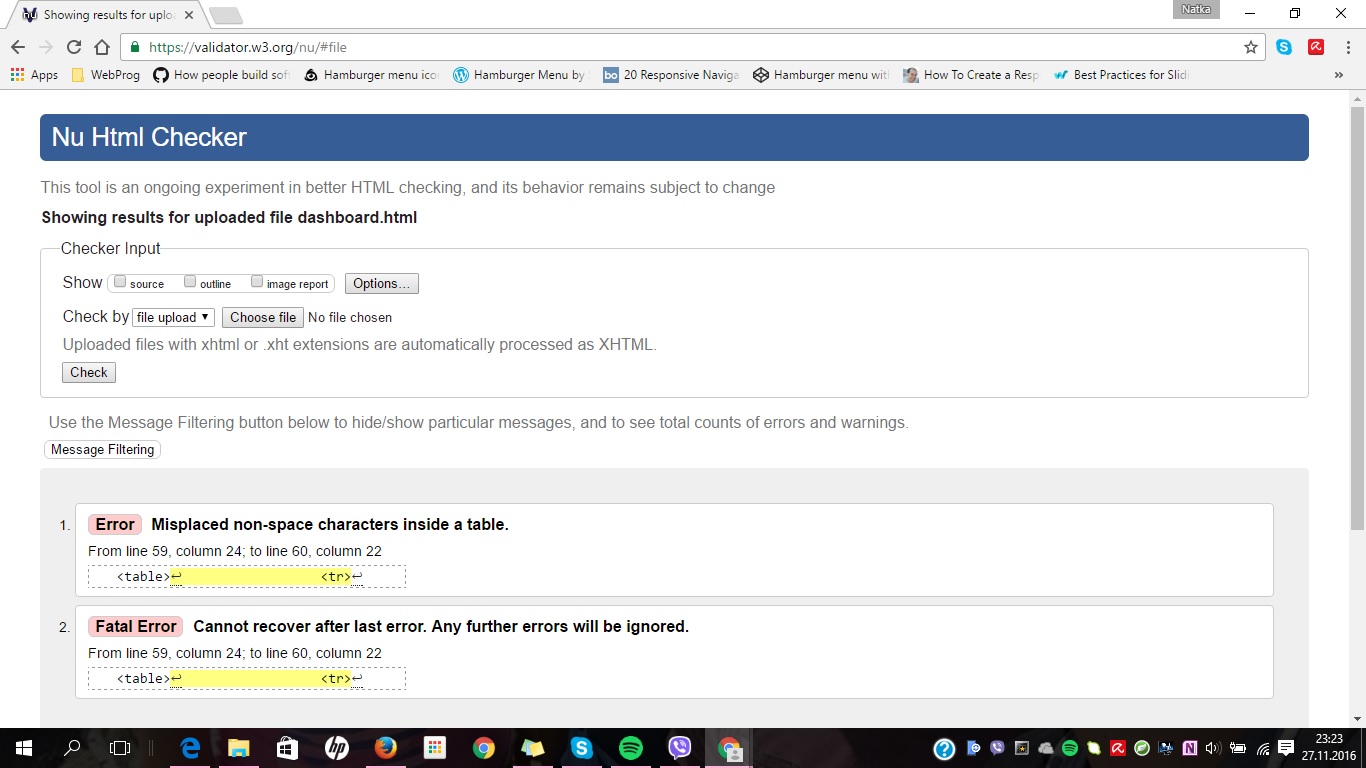 Showing results for uplo
Natka
https://validator.w3.org/nu/#file
Apps WebProg How people build sof Hamburger menu ico Hamburger Menu by bo 20 Responsive Naviga Hamburger menu with How To Create a Resp Best Practices for Slidi »
Nu Html Checker
This tool is an ongoing experiment in better HTML checking, and its behavior remains subject to change
Showing results for uploaded file dashboard.html
Checker Input
Show source outline image report Options...
Check by file upload Choose file No file chosen
Uploaded files with xhtml or .xht extensions are automatically processed as XHTML.
Check
Use the Message Filtering button below to hide/show particular messages, and to see total counts of errors and warnings.
Message Filtering
1. Error Misplaced non-space characters inside a table.
From line 59, column 24; to line 60, column 22
<table>↩ <tr>↩
2. Fatal Error Cannot recover after last error. Any further errors will be ignored.
From line 59, column 24; to line 60, column 22
<table>↩ <tr>↩
23:23
27.11.2016